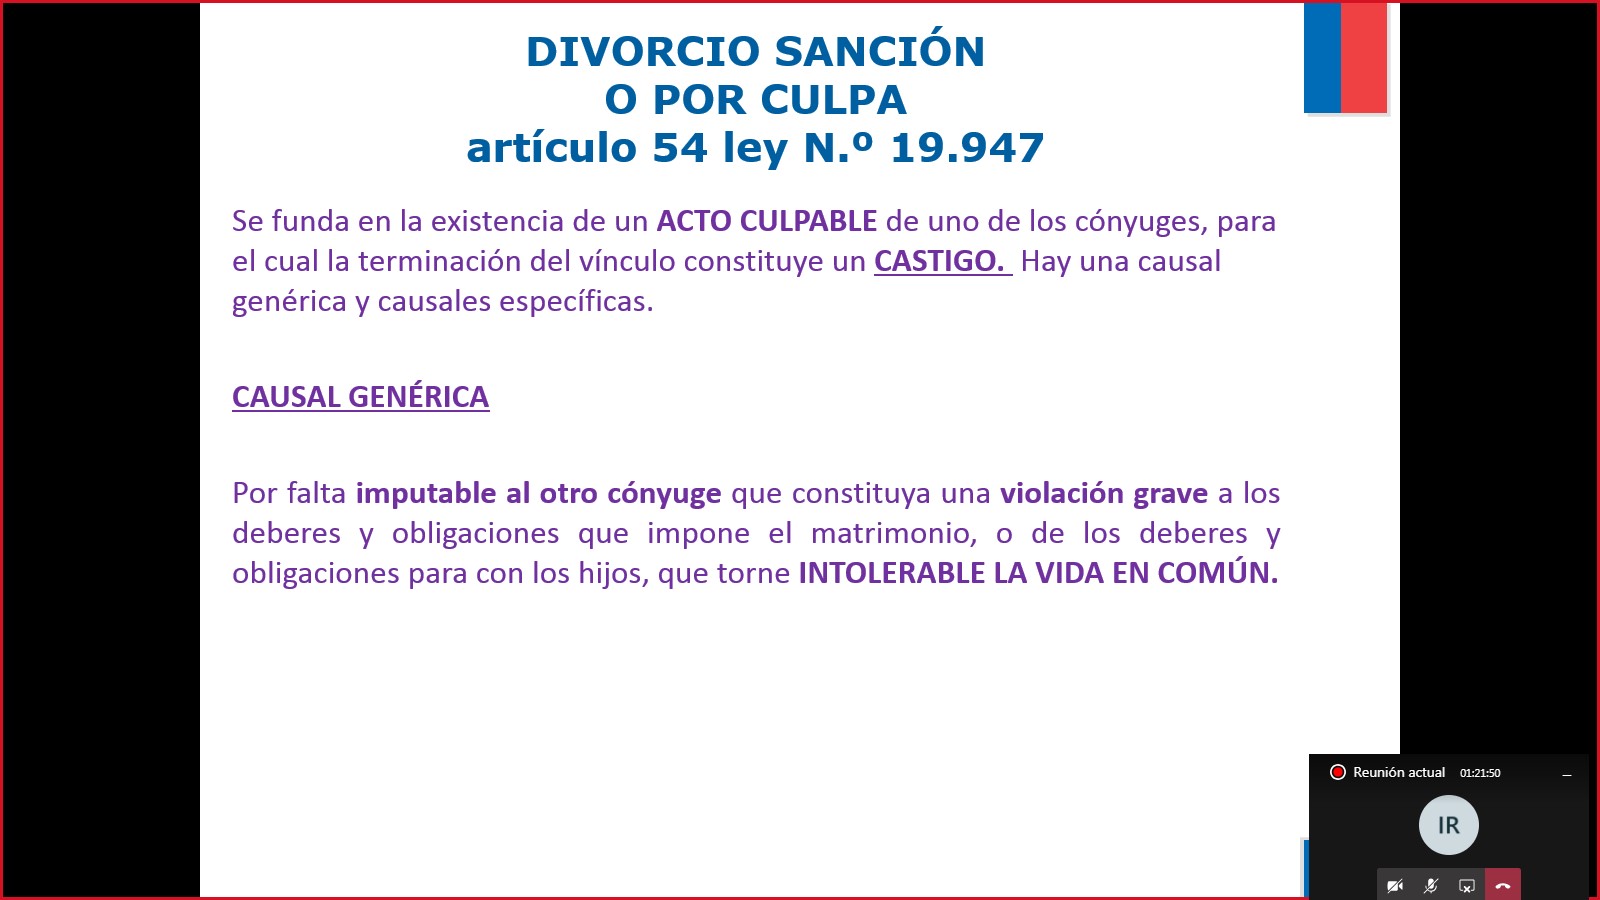 DIVORCIO SANCIÓN
O POR CULPA
artículo 54 ley N.º 19.947
Se funda en la existencia de un ACTO CULPABLE de uno de los cónyuges, para
el cual la terminación del vínculo constituye un CASTIGO. Hay una causal
genérica y causales específicas.
CAUSAL GENÉRICA
Por falta imputable al otro cónyuge que constituya una violación grave a los
deberes y obligaciones que impone el matrimonio, o de los deberes y
obligaciones para con los hijos, que torne INTOLERABLE LA VIDA EN COMÚN.
Reunión actual 01:21:50
IR